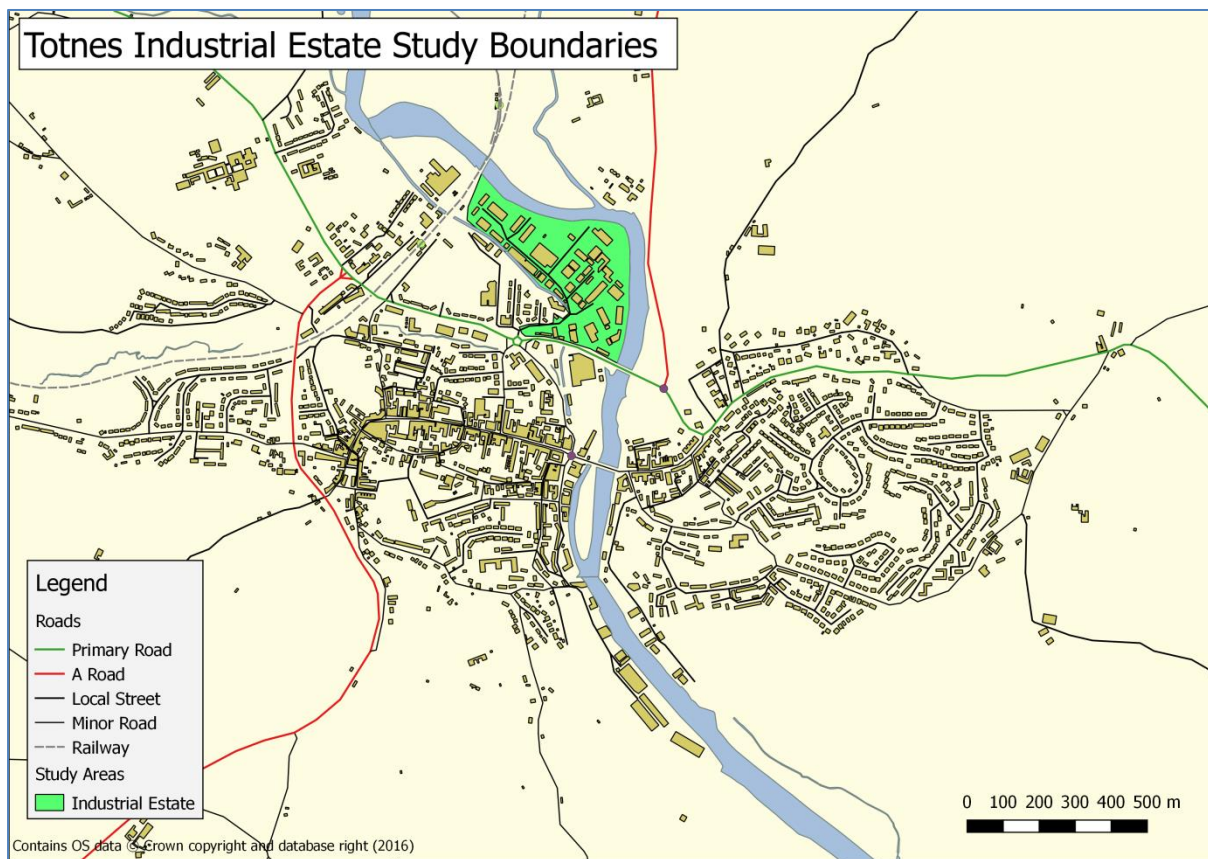 Totnes Industrial Estate Study Boundaries
Legend
Roads
Primary Road
A Road
Local Street
Minor Road
Railway
Study Areas
Industrial Estate
0 100 200 300 400 500 m
Contains OS data © Crown copyright and database right (2016)